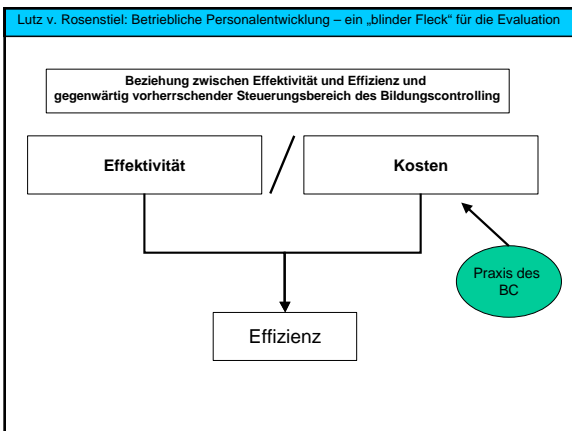 Lutz v. Rosenstiel: Betriebliche Personalentwicklung – ein „blinder Fleck“ für die Evaluation
Beziehung zwischen Effektivität und Effizienz und
gegenwärtig vorherrschender Steuerungsbereich des Bildungscontrolling
Effektivität
Kosten
Praxis des
BC
Effizienz